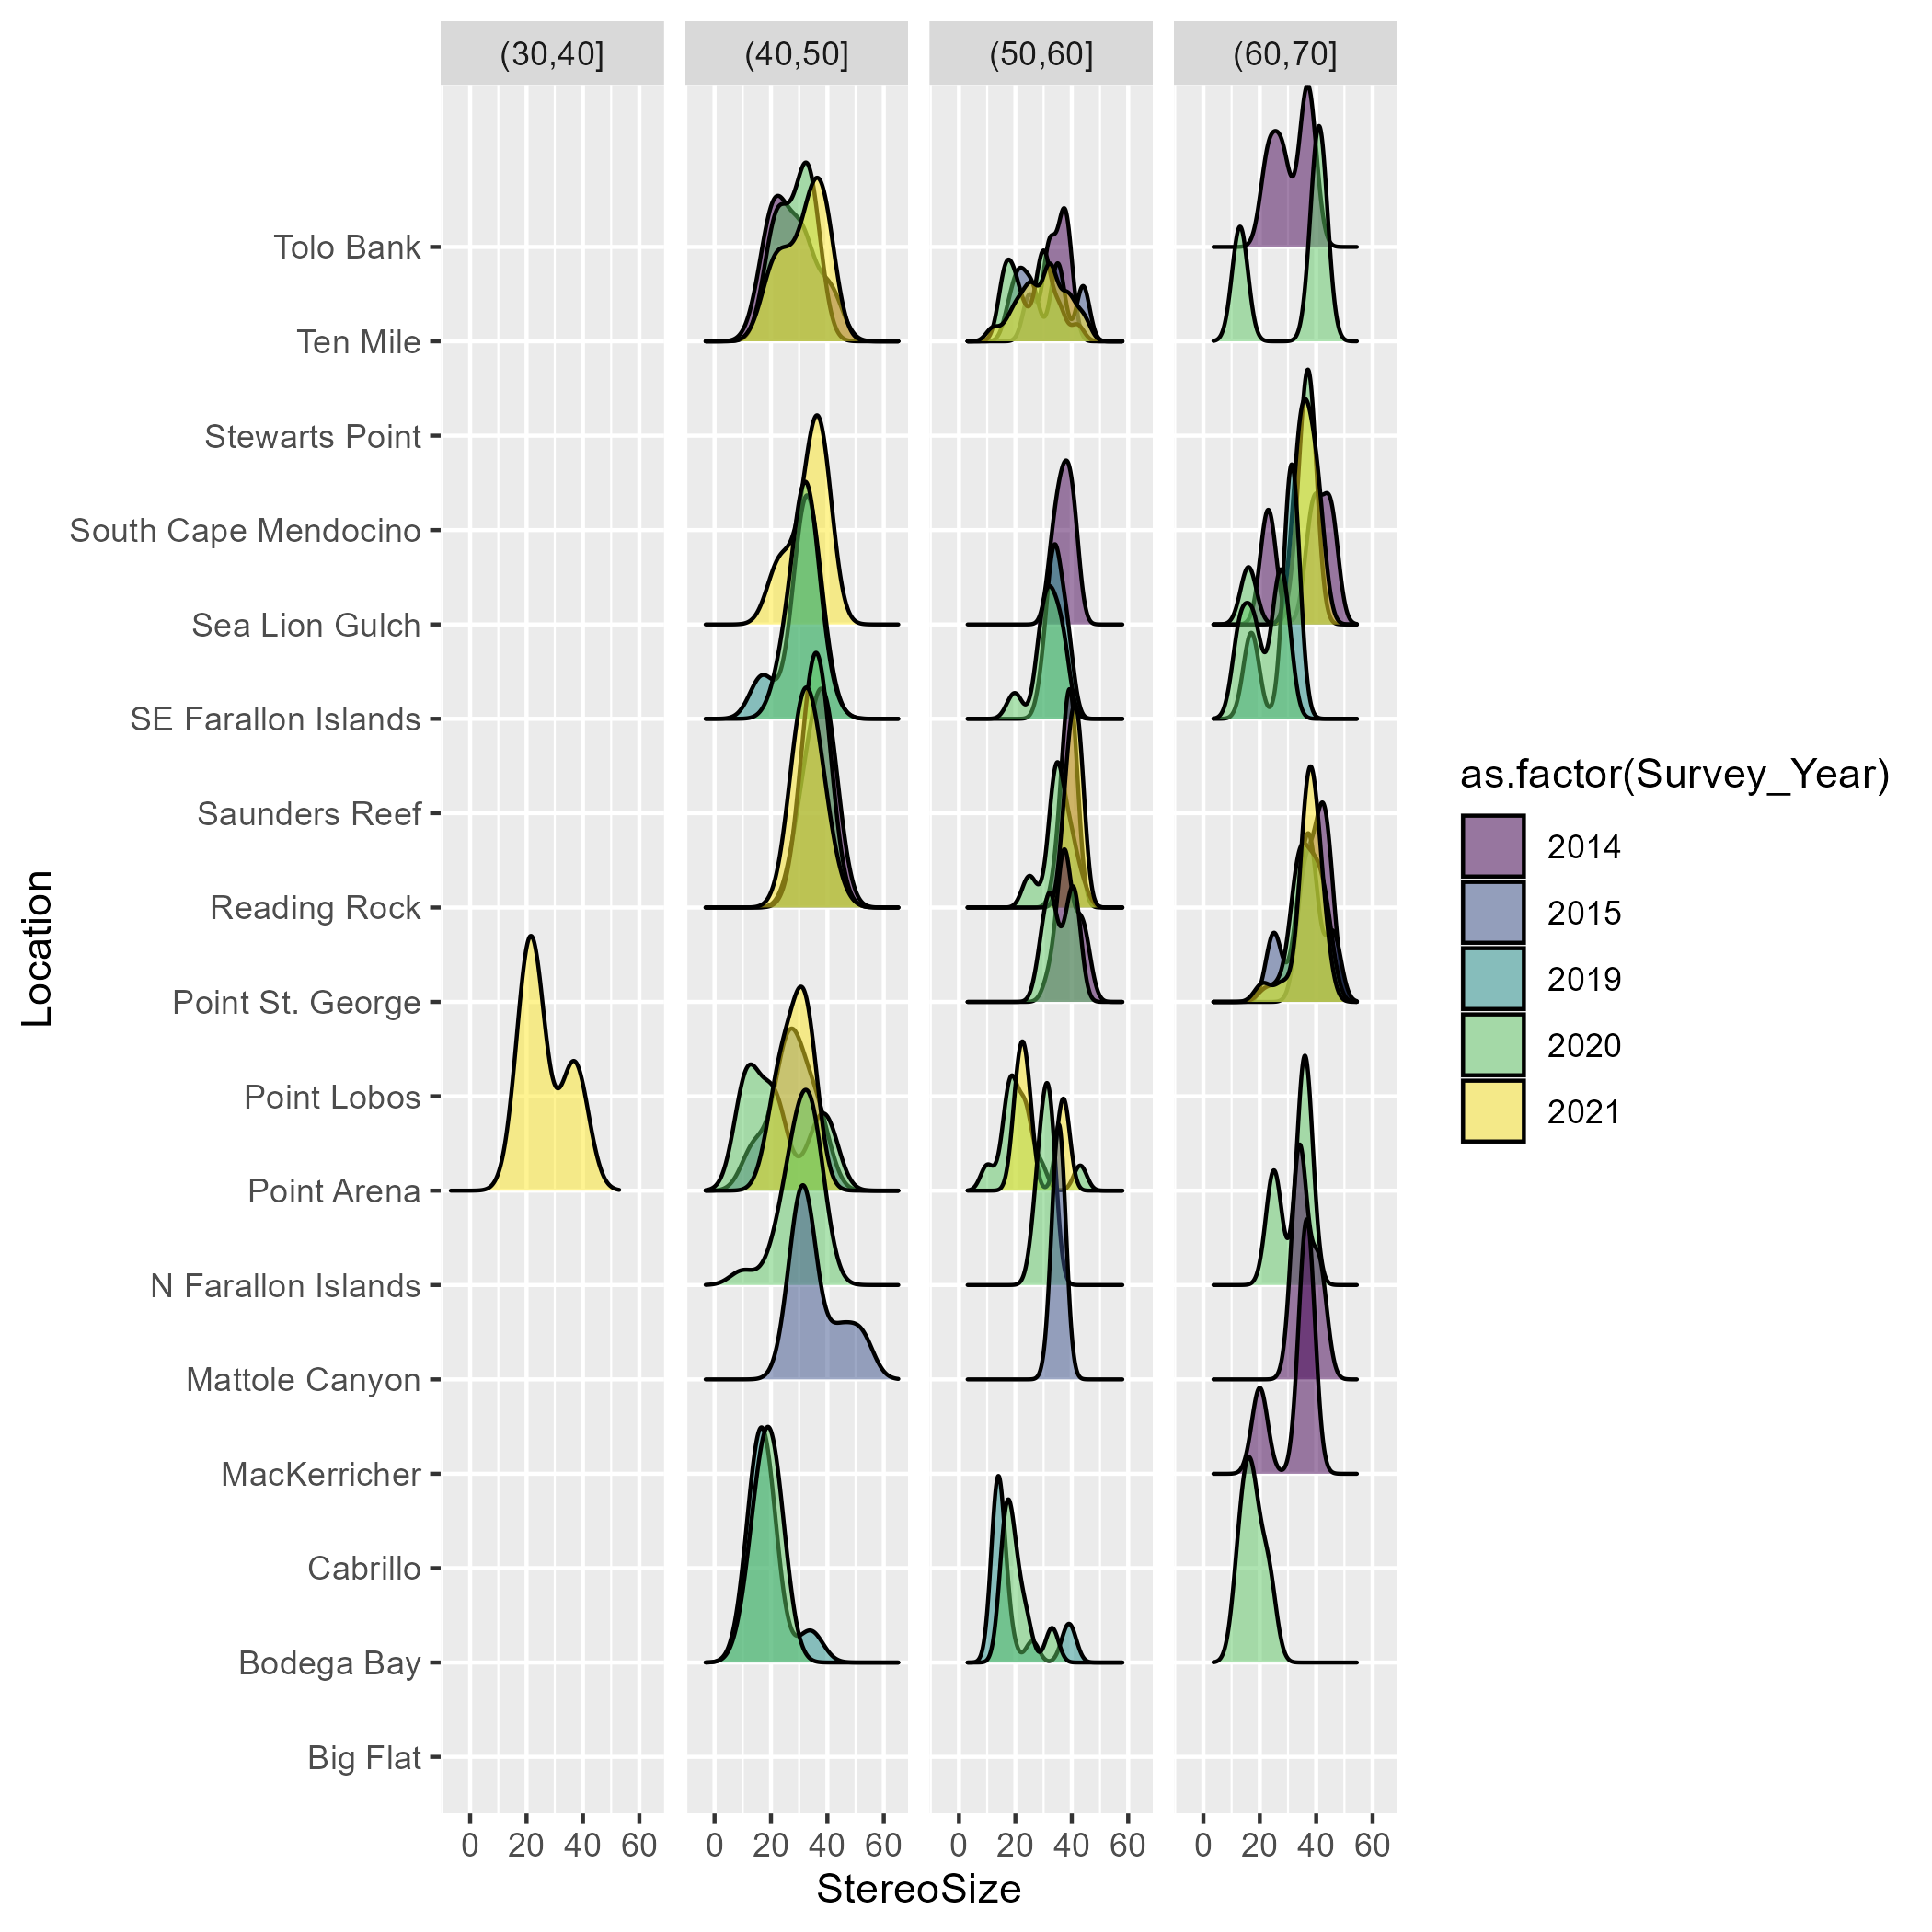 (30,40] (40,50] (50,60] (60,70]
Tolo Bank
Ten Mile
Stewarts Point
South Cape Mendocino
Sea Lion Gulch
SE Farallon Islands
Saunders Reef
Reading Rock
Point St. George
Point Lobos
Point Arena
N Farallon Islands
Mattole Canyon
MacKerricher
Cabrillo
Bodega Bay
Big Flat
Location
0 20 40 60 0 20 40 60 0 20 40 60 0 20 40 60
StereoSize
as.factor(Survey_Year)
2014
2015
2019
2020
2021